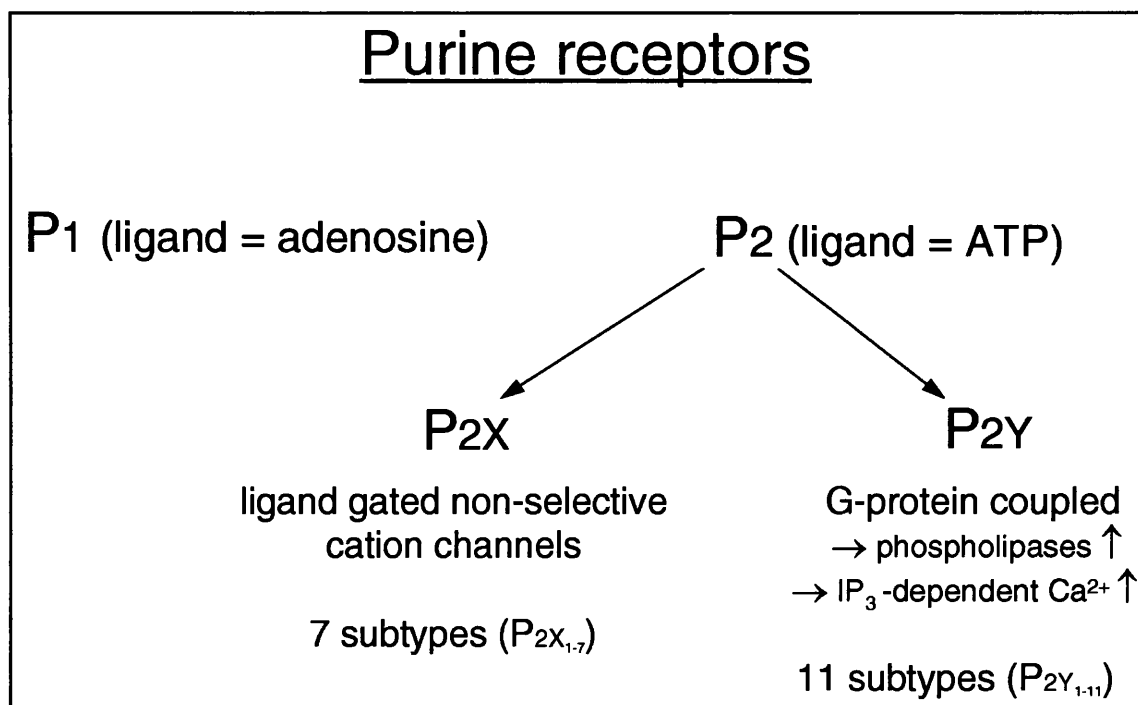 Purine receptors
P1 (ligand = adenosine)
P2 (ligand = ATP)
P2X
ligand gated non-selective
cation channels
7 subtypes (P2X1-7)
P2Y
G-protein coupled
→ phospholipases ↑
→ IP3-dependent Ca2+ ↑
11 subtypes (P2Y1-11)